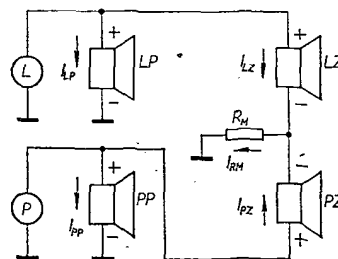 + +
L I_LP LP I_LZ LZ
- -
R_M
I_RM
+ -
P I_PP PP I_PZ PZ
- +